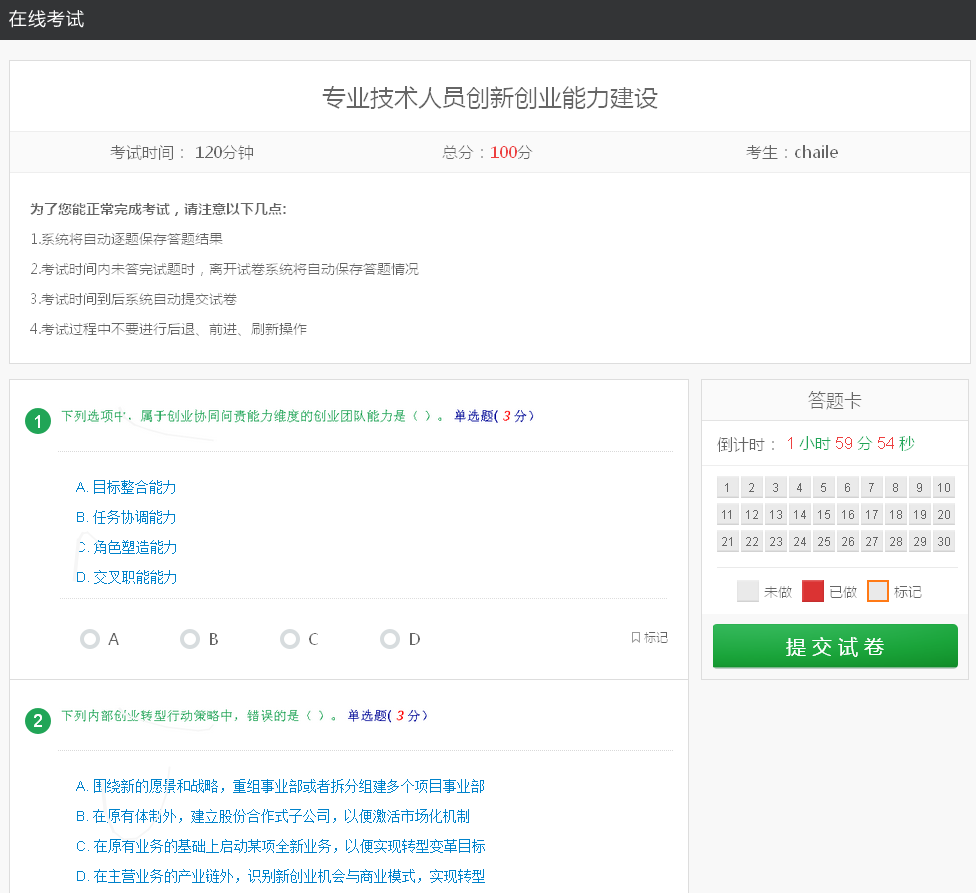 在线考试
专业技术人员创新创业能力建设
考试时间： 120分钟 总分：100分 考生：chaile
为了您能正常完成考试，请注意以下几点:
1.系统将自动逐题保存答题结果
2.考试时间内未答完试题时，离开试卷系统将自动保存答题情况
3.考试时间到后系统自动提交试卷
4.考试过程中不要进行后退、前进、刷新操作
1 下列选项中，属于创业协同问责能力维度的创业团队能力是（ ）。 单选题( 3 分)
A. 目标整合能力
B. 任务协调能力
C. 角色塑造能力
D. 交叉职能能力
A B C D 标记
2 下列内部创业转型行动策略中，错误的是（ ）。 单选题( 3 分)
A. 围绕新的愿景和战略，重组事业部或者拆分组建多个项目事业部
B. 在原有体制外，建立股份合作式子公司，以便激活市场化机制
C. 在原有业务的基础上启动某项全新业务，以便实现转型变革目标
D. 在主营业务的产业链外，识别新创业机会与商业模式，实现转型
答题卡
倒计时： 1 小时 59 分 54 秒
1 2 3 4 5 6 7 8 9 10
11 12 13 14 15 16 17 18 19 20
21 22 23 24 25 26 27 28 29 30
未做 已做 标记
提交试卷